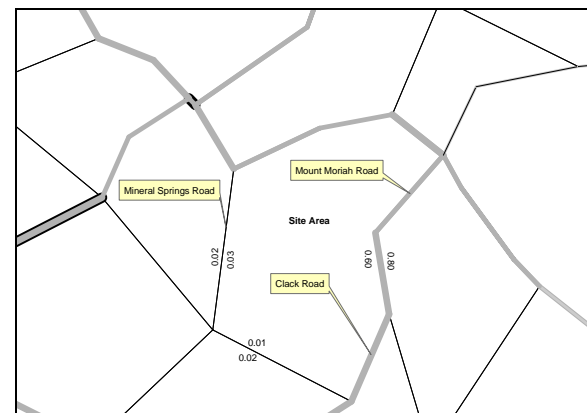 Mount Moriah Road
Mineral Springs Road
Site Area
0.02
0.03
0.60
0.80
Clack Road
0.01
0.02